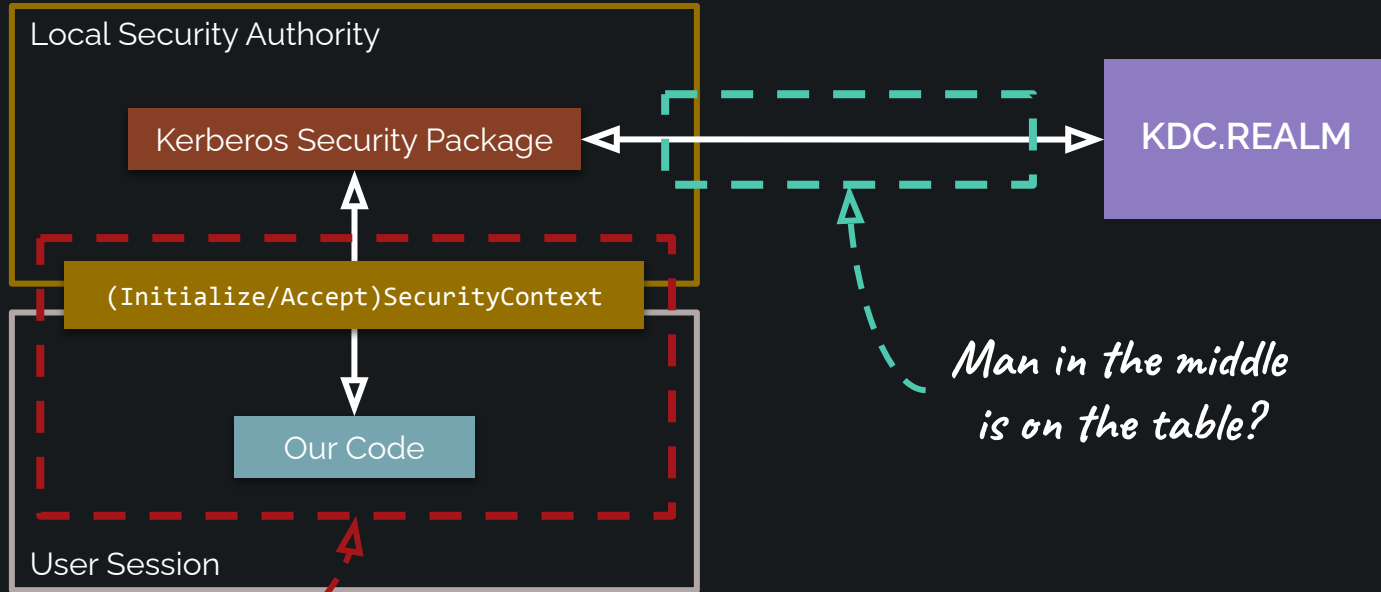 Local Security Authority
Kerberos Security Package
KDC.REALM
(Initialize/Accept)SecurityContext
Man in the middle
is on the table?
Our Code
User Session